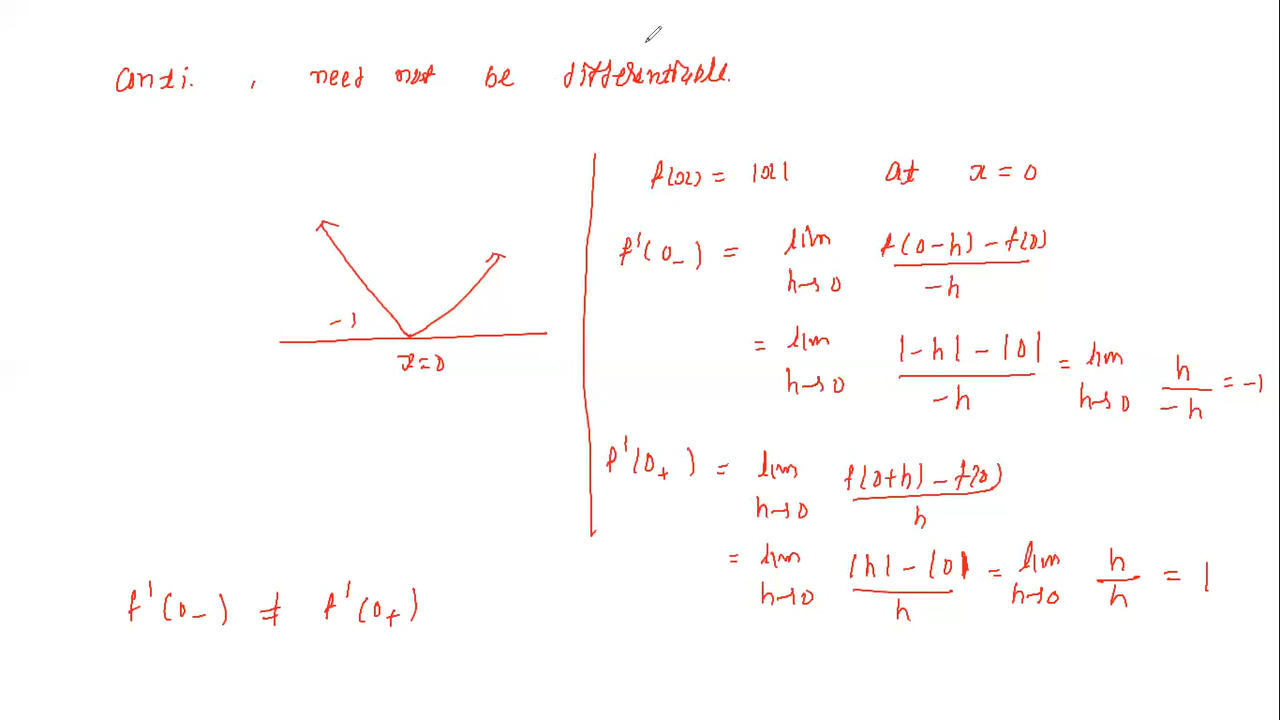 conti. , need not be differentiable.
-1
x=0
f(x) = |x| at x = 0
f'(0-) = lim h→0 f(0-h) - f(0) / -h
= lim h→0 |-h| - |0| / -h = lim h→0 h / -h = -1
f'(0+) = lim h→0 f(0+h) - f(0) / h
= lim h→0 |h| - |0| / h = lim h→0 h / h = 1
f'(0-) ≠ f'(0+)